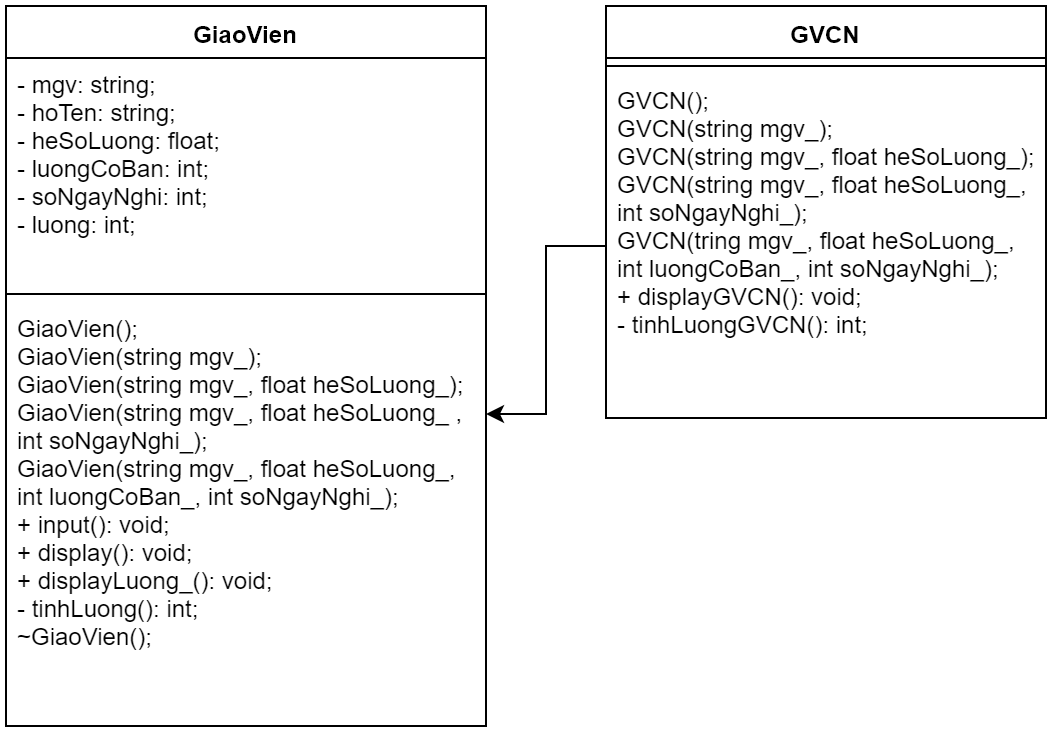 GiaoVien
- mgv: string;
- hoTen: string;
- heSoLuong: float;
- luongCoBan: int;
- soNgayNghi: int;
- luong: int;
GiaoVien();
GiaoVien(string mgv_);
GiaoVien(string mgv_, float heSoLuong_);
GiaoVien(string mgv_, float heSoLuong_ ,
int soNgayNghi_);
GiaoVien(string mgv_, float heSoLuong_,
int luongCoBan_, int soNgayNghi_);
+ input(): void;
+ display(): void;
+ displayLuong_(): void;
- tinhLuong(): int;
~GiaoVien();
GVCN
GVCN();
GVCN(string mgv_);
GVCN(string mgv_, float heSoLuong_);
GVCN(string mgv_, float heSoLuong_,
int soNgayNghi_);
GVCN(tring mgv_, float heSoLuong_,
int luongCoBan_, int soNgayNghi_);
+ displayGVCN(): void;
- tinhLuongGVCN(): int;